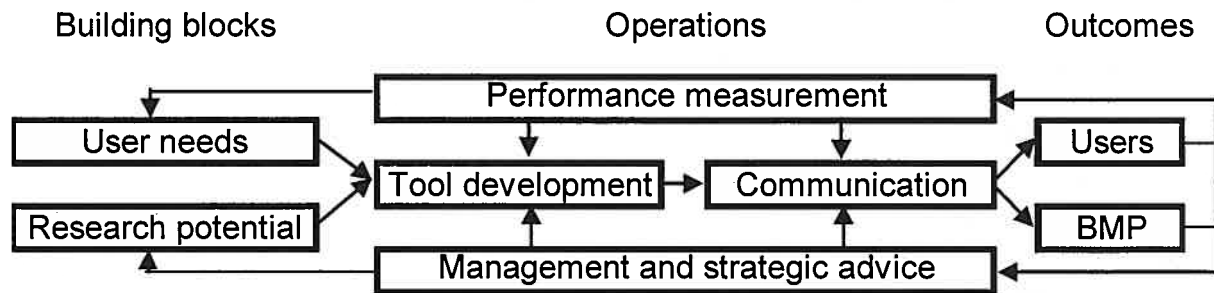 Building blocks
Operations
Outcomes
Performance measurement
User needs
Users
Tool development
Communication
Research potential
BMP
Management and strategic advice